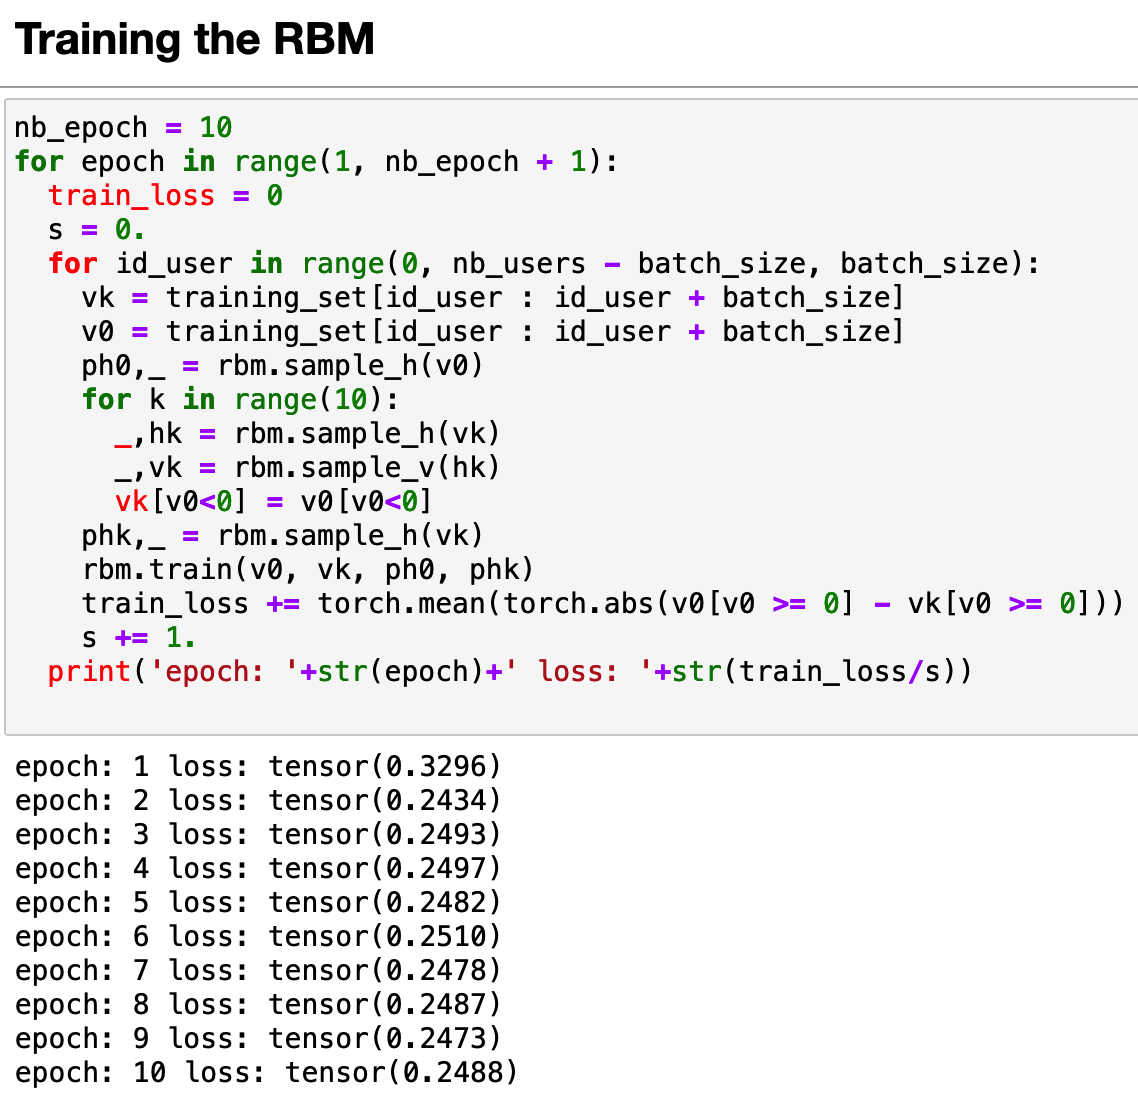 Training the RBM
nb_epoch = 10
for epoch in range(1, nb_epoch + 1):
  train_loss = 0
  s = 0.
  for id_user in range(0, nb_users - batch_size, batch_size):
    vk = training_set[id_user : id_user + batch_size]
    v0 = training_set[id_user : id_user + batch_size]
    ph0,_ = rbm.sample_h(v0)
    for k in range(10):
      _,hk = rbm.sample_h(vk)
      _,vk = rbm.sample_v(hk)
      vk[v0<0] = v0[v0<0]
    phk,_ = rbm.sample_h(vk)
    rbm.train(v0, vk, ph0, phk)
    train_loss += torch.mean(torch.abs(v0[v0 >= 0] - vk[v0 >= 0]))
    s += 1.
  print('epoch: '+str(epoch)+' loss: '+str(train_loss/s))
epoch: 1 loss: tensor(0.3296)
epoch: 2 loss: tensor(0.2434)
epoch: 3 loss: tensor(0.2493)
epoch: 4 loss: tensor(0.2497)
epoch: 5 loss: tensor(0.2482)
epoch: 6 loss: tensor(0.2510)
epoch: 7 loss: tensor(0.2478)
epoch: 8 loss: tensor(0.2487)
epoch: 9 loss: tensor(0.2473)
epoch: 10 loss: tensor(0.2488)